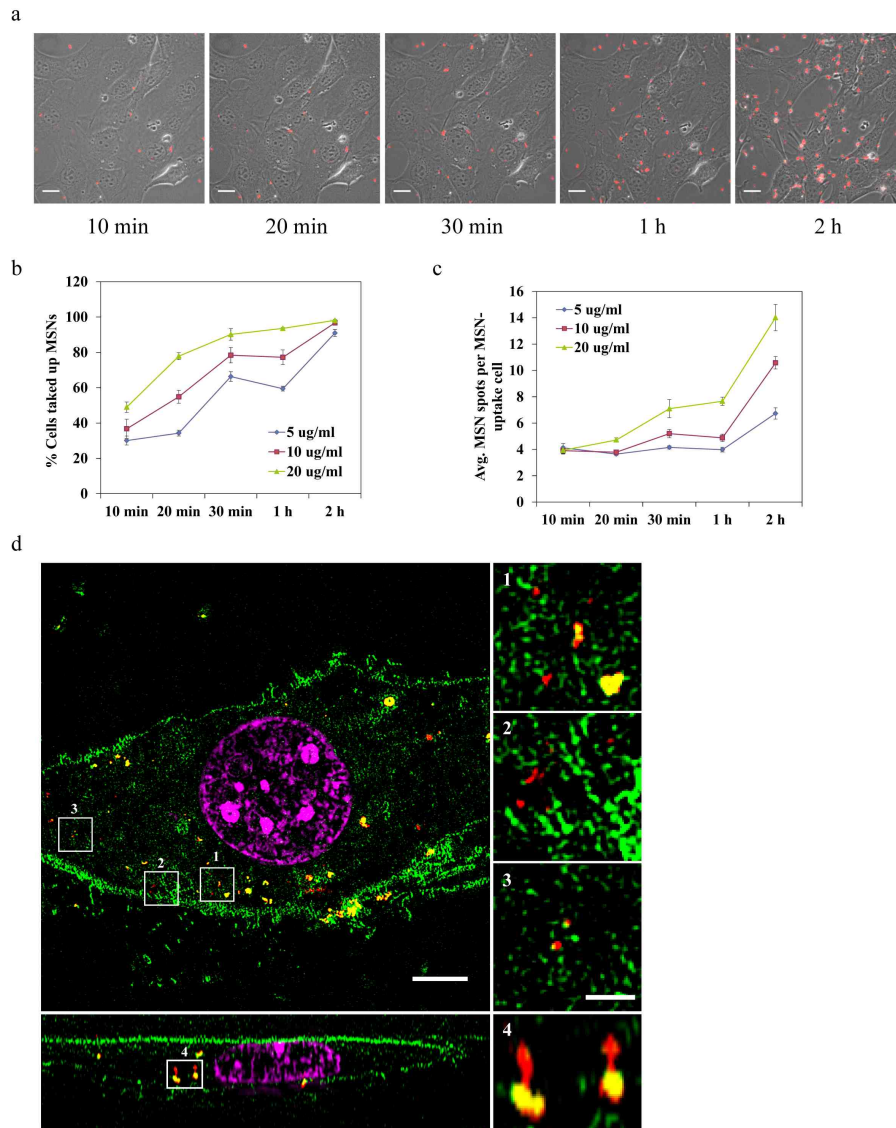 a
10 min 20 min 30 min 1 h 2 h
b
120
100
80
60
40
20
0
% Cells taked up MSNs
5 ug/ml
10 ug/ml
20 ug/ml
10 min 20 min 30 min 1 h 2 h
c
16
14
12
10
8
6
4
2
0
Avg. MSN spots per MSN-
uptake cell
5 ug/ml
10 ug/ml
20 ug/ml
10 min 20 min 30 min 1 h 2 h
d
3
2
1
4
1
2
3
4